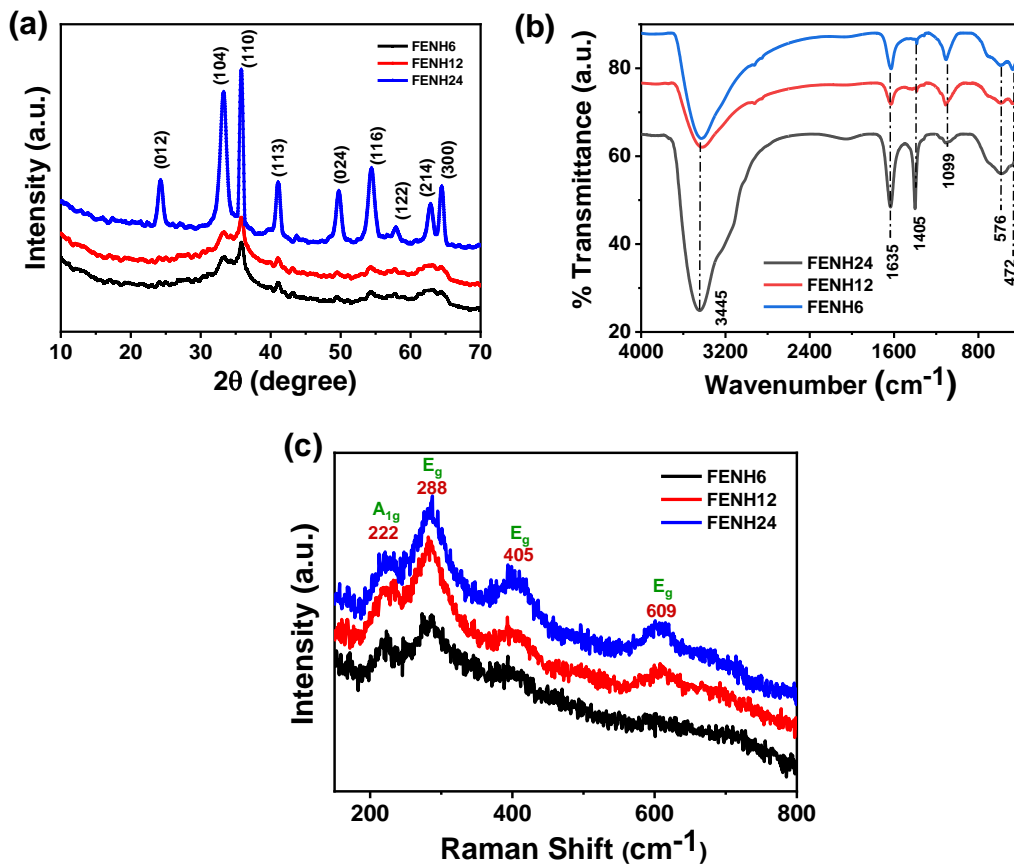 (a)
FENH6
FENH12
FENH24
(012)
(104)
(110)
(113)
(024)
(116)
(122)
(214)
(300)
Intensity (a.u.)
10 20 30 40 50 60 70
2θ (degree)
(b)
% Transmittance (a.u.)
80
60
40
20
3445
1635
1405
1099
576
472
FENH24
FENH12
FENH6
4000 3200 2400 1600 800
Wavenumber (cm-1)
(c)
FENH6
FENH12
FENH24
A1g
222
Eg
288
Eg
405
Eg
609
Intensity (a.u.)
200 400 600 800
Raman Shift (cm-1)